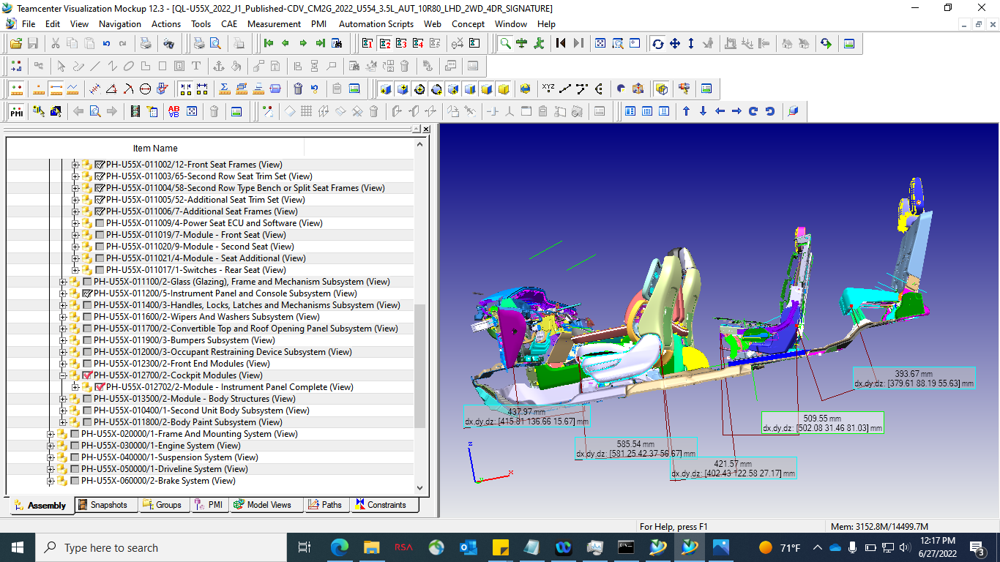 Teamcenter Visualization Mockup 12.3 - [QL-U55X_2022_J1_Published-CDV_CM2G_2022_U554_3.5L_AUT_10R80_LHD_2WD_4DR_SIGNATURE]
File Edit View Navigation Actions Tools CAE Measurement PMI Automation Scripts Web Concept Window Help
1 2 3 4 5
T T
XYZ
PMI AB AB
Item Name
PH-U55X-011002/12-Front Seat Frames (View)
PH-U55X-011003/65-Second Row Seat Trim Set (View)
PH-U55X-011004/58-Second Row Type Bench or Split Seat Frames (View)
PH-U55X-011005/52-Additional Seat Trim Set (View)
PH-U55X-011006/7-Additional Seat Frames (View)
PH-U55X-011009/4-Power Seat ECU and Software (View)
PH-U55X-011019/7-Module - Front Seat (View)
PH-U55X-011020/9-Module - Second Seat (View)
PH-U55X-011021/4-Module - Seat Additional (View)
PH-U55X-011017/1-Switches - Rear Seat (View)
PH-U55X-011100/2-Glass (Glazing), Frame and Mechanism Subsystem (View)
PH-U55X-011200/5-Instrument Panel and Console Subsystem (View)
PH-U55X-011400/3-Handles, Locks, Latches and Mechanisms Subsystem (View)
PH-U55X-011600/2-Wipers And Washers Subsystem (View)
PH-U55X-011700/2-Convertible Top and Roof Opening Panel Subsystem (View)
PH-U55X-011900/3-Bumpers Subsystem (View)
PH-U55X-012000/3-Occupant Restraining Device Subsystem (View)
PH-U55X-012300/2-Front End Modules (View)
PH-U55X-012700/2-Cockpit Modules (View)
PH-U55X-012702/2-Module - Instrument Panel Complete (View)
PH-U55X-013500/2-Module - Body Structures (View)
PH-U55X-010400/1-Second Unit Body Subsystem (View)
PH-U55X-011800/2-Body Paint Subsystem (View)
PH-U55X-020000/1-Frame And Mounting System (View)
PH-U55X-030000/1-Engine System (View)
PH-U55X-040000/1-Suspension System (View)
PH-U55X-050000/1-Driveline System (View)
PH-U55X-060000/2-Brake System (View)
Assembly Snapshots Groups PMI Model Views Paths Constraints
393.67 mm
dx,dy,dz: [379.61 88.19 55.63] mm
437.97 mm
dx,dy,dz: [415.81 136.66 15.67] mm
509.55 mm
dx,dy,dz: [502.08 31.46 81.03] mm
585.54 mm
dx,dy,dz: [581.25 42.37 56.67] mm
421.57 mm
dx,dy,dz: [402.43 122.58 27.17] mm
Z
X
For Help, press F1
Mem: 3152.8M/14499.7M
Type here to search
RSA
71°F
12:17 PM
6/27/2022
3